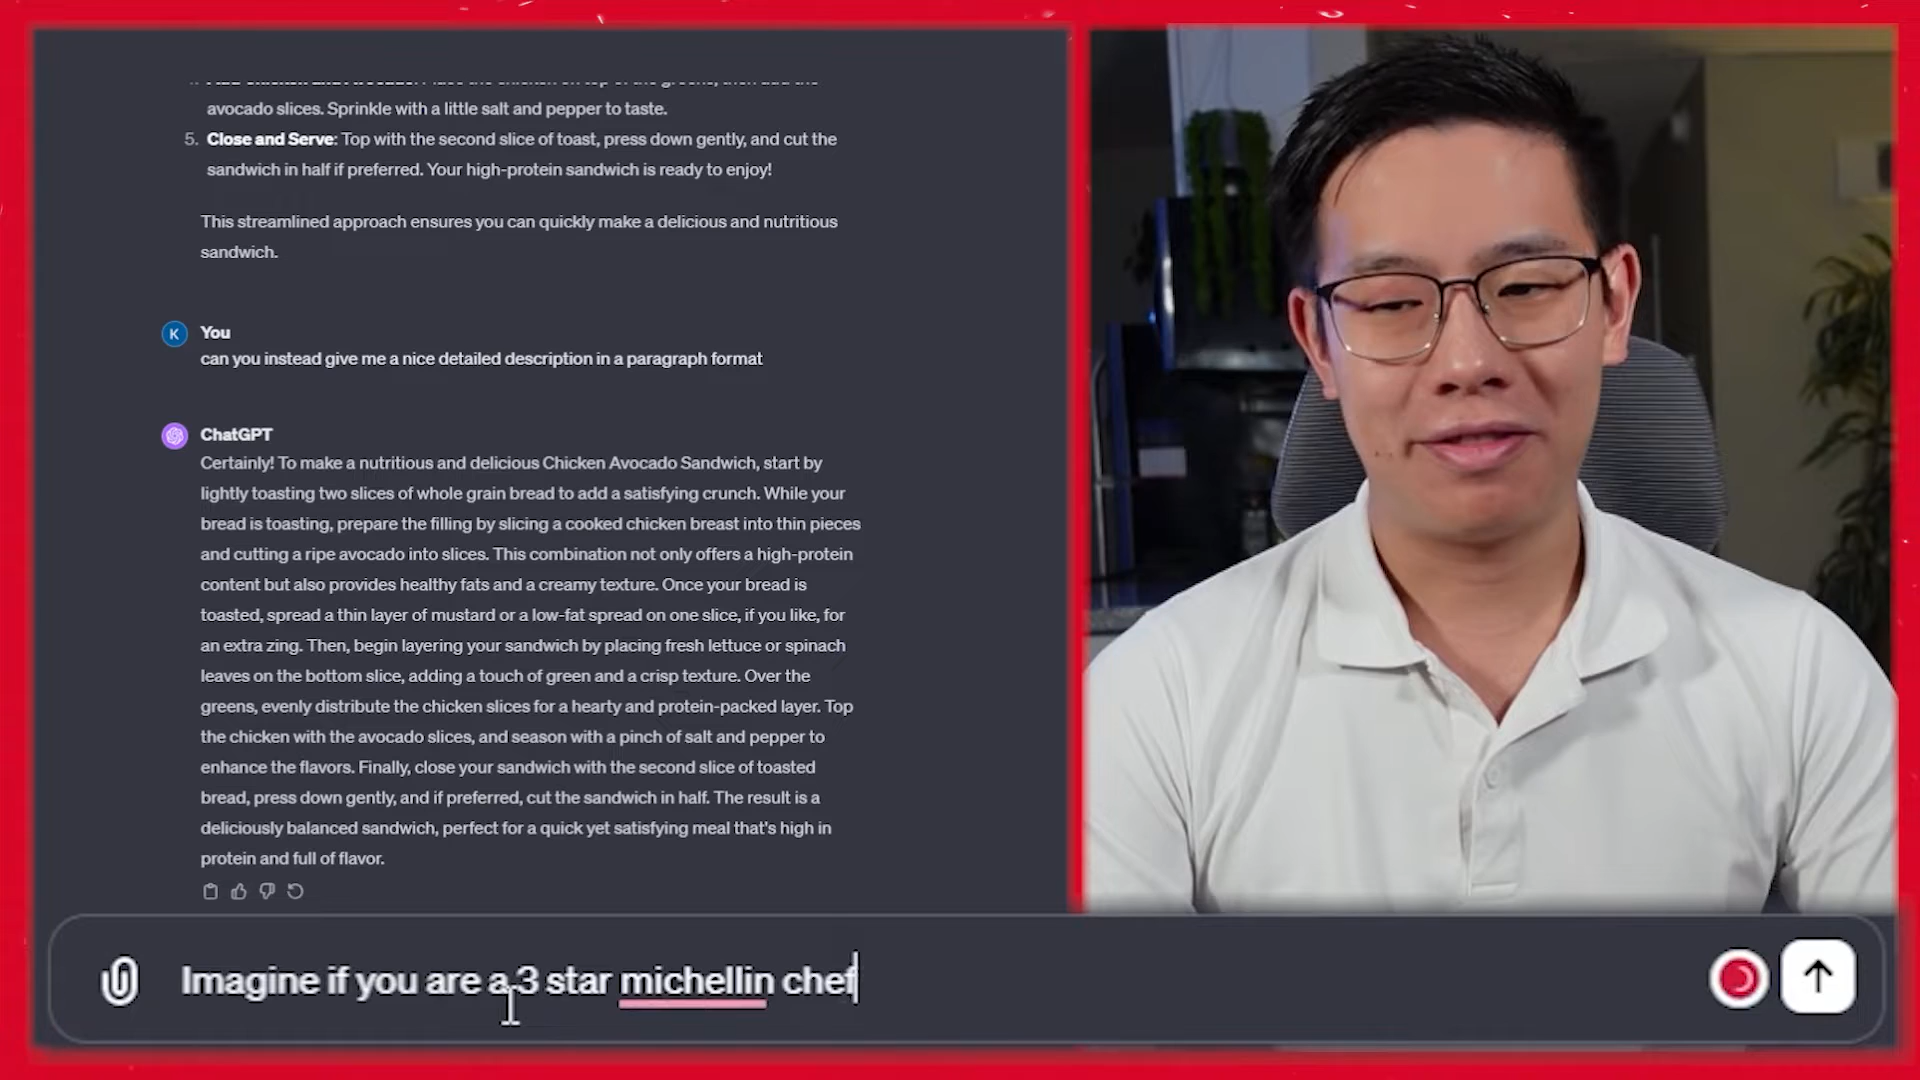 avocado slices. Sprinkle with a little salt and pepper to taste.
5. Close and Serve: Top with the second slice of toast, press down gently, and cut the
sandwich in half if preferred. Your high-protein sandwich is ready to enjoy!
This streamlined approach ensures you can quickly make a delicious and nutritious
sandwich.
K You
can you instead give me a nice detailed description in a paragraph format
ChatGPT
Certainly! To make a nutritious and delicious Chicken Avocado Sandwich, start by
lightly toasting two slices of whole grain bread to add a satisfying crunch. While your
bread is toasting, prepare the filling by slicing a cooked chicken breast into thin pieces
and cutting a ripe avocado into slices. This combination not only offers a high-protein
content but also provides healthy fats and a creamy texture. Once your bread is
toasted, spread a thin layer of mustard or a low-fat spread on one slice, if you like, for
an extra zing. Then, begin layering your sandwich by placing fresh lettuce or spinach
leaves on the bottom slice, adding a touch of green and a crisp texture. Over the
greens, evenly distribute the chicken slices for a hearty and protein-packed layer. Top
the chicken with the avocado slices, and season with a pinch of salt and pepper to
enhance the flavors. Finally, close your sandwich with the second slice of toasted
bread, press down gently, and if preferred, cut the sandwich in half. The result is a
deliciously balanced sandwich, perfect for a quick yet satisfying meal that's high in
protein and full of flavor.
Imagine if you are a 3 star michellin chef